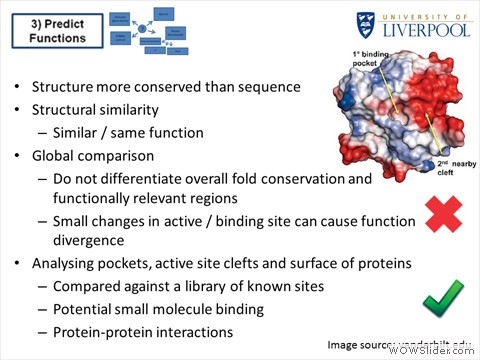 3) Predict
Functions
UNIVERSITY OF
LIVERPOOL
1° binding
pocket
2nd nearby
cleft
• Structure more conserved than sequence
• Structural similarity
– Similar / same function
• Global comparison
– Do not differentiate overall fold conservation and
functionally relevant regions
– Small changes in active / binding site can cause function
divergence
• Analysing pockets, active site clefts and surface of proteins
– Compared against a library of known sites
– Potential small molecule binding
– Protein-protein interactions
Image source: vanderbilt.edu
WOWSlider.com